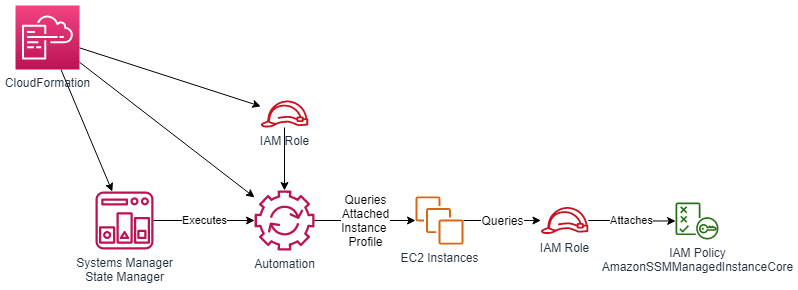 CloudFormation
IAM Role
Systems Manager
State Manager
Executes
Automation
Queries
Attached
Instance
Profile
EC2 Instances
Queries
IAM Role
Attaches
IAM Policy
AmazonSSMManagedInstanceCore